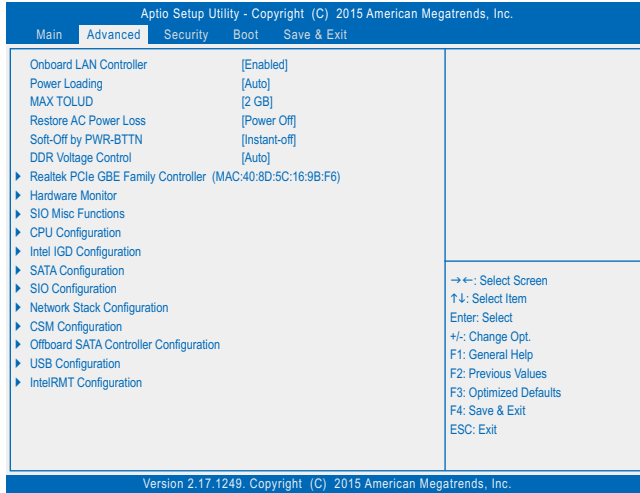 Aptio Setup Utility - Copyright (C) 2015 American Megatrends, Inc.
Main Advanced Security Boot Save & Exit
Onboard LAN Controller [Enabled]
Power Loading [Auto]
MAX TOLUD [2 GB]
Restore AC Power Loss [Power Off]
Soft-Off by PWR-BTTN [Instant-off]
DDR Voltage Control [Auto]
Realtek PCIe GBE Family Controller (MAC:40:8D:5C:16:9B:F6)
Hardware Monitor
SIO Misc Functions
CPU Configuration
Intel IGD Configuration
SATA Configuration
SIO Configuration
Network Stack Configuration
CSM Configuration
Offboard SATA Controller Configuration
USB Configuration
IntelRMT Configuration
→←: Select Screen
↑↓: Select Item
Enter: Select
+/-: Change Opt.
F1: General Help
F2: Previous Values
F3: Optimized Defaults
F4: Save & Exit
ESC: Exit
Version 2.17.1249. Copyright (C) 2015 American Megatrends, Inc.